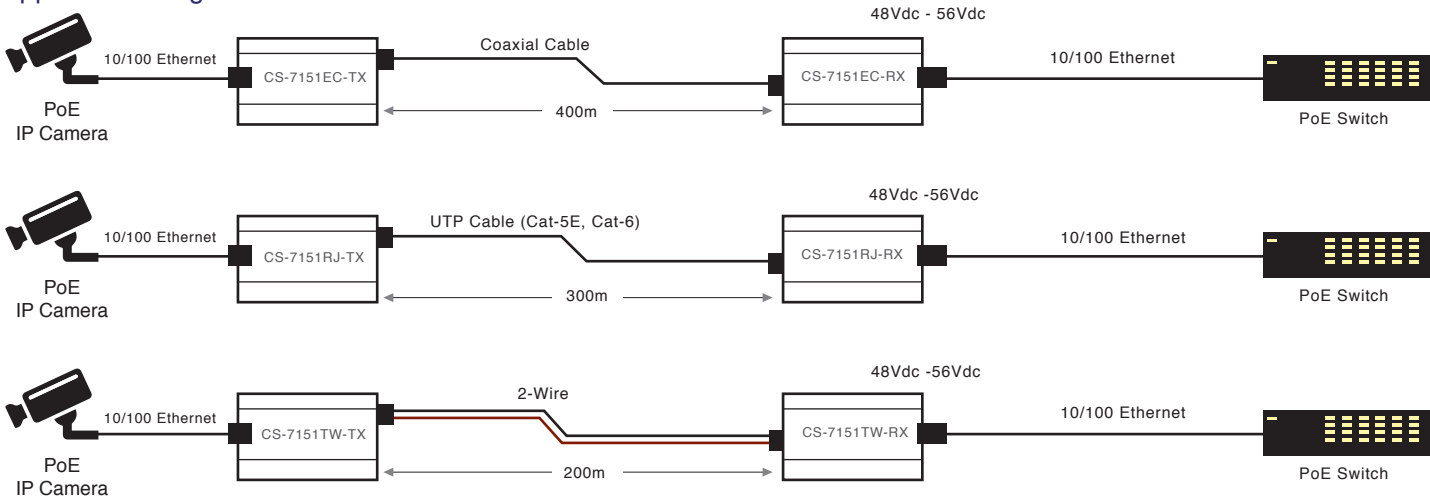 48Vdc - 56Vdc
10/100 Ethernet
CS-7151EC-TX
Coaxial Cable
400m
CS-7151EC-RX
10/100 Ethernet
PoE
IP Camera
PoE Switch
48Vdc -56Vdc
10/100 Ethernet
CS-7151RJ-TX
UTP Cable (Cat-5E, Cat-6)
300m
CS-7151RJ-RX
10/100 Ethernet
PoE
IP Camera
PoE Switch
48Vdc -56Vdc
10/100 Ethernet
CS-7151TW-TX
2-Wire
200m
CS-7151TW-RX
10/100 Ethernet
PoE
IP Camera
PoE Switch